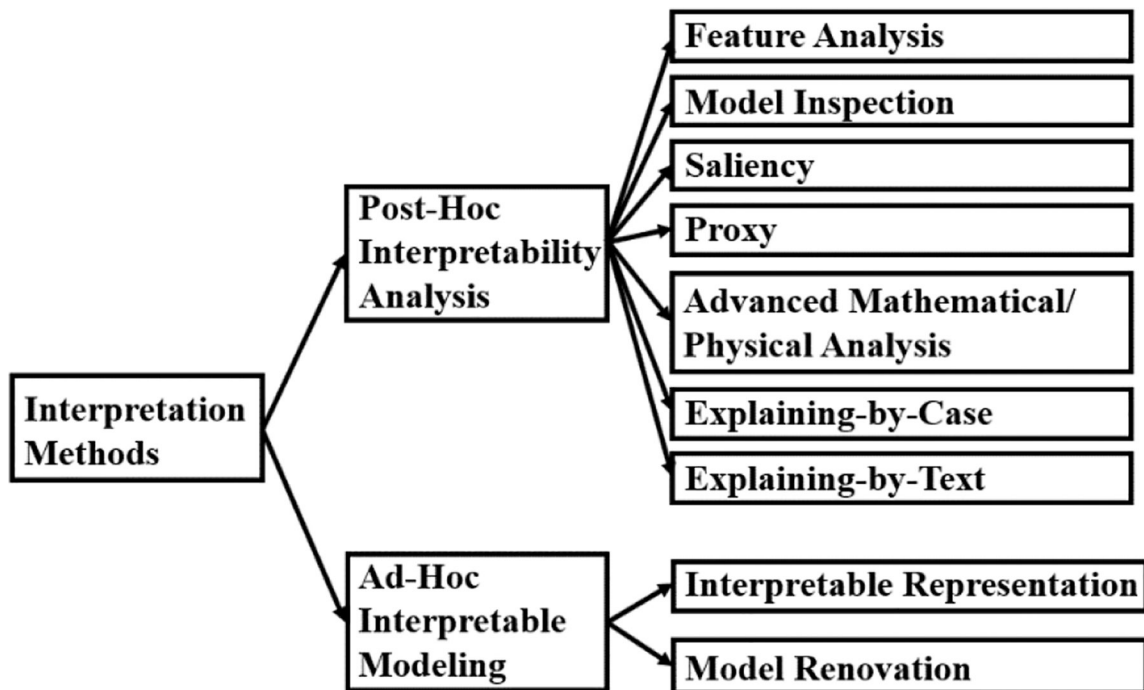 Feature Analysis
Model Inspection
Saliency
Post-Hoc
Interpretability
Analysis
Proxy
Advanced Mathematical/
Physical Analysis
Interpretation
Methods
Explaining-by-Case
Explaining-by-Text
Ad-Hoc
Interpretable
Modeling
Interpretable Representation
Model Renovation